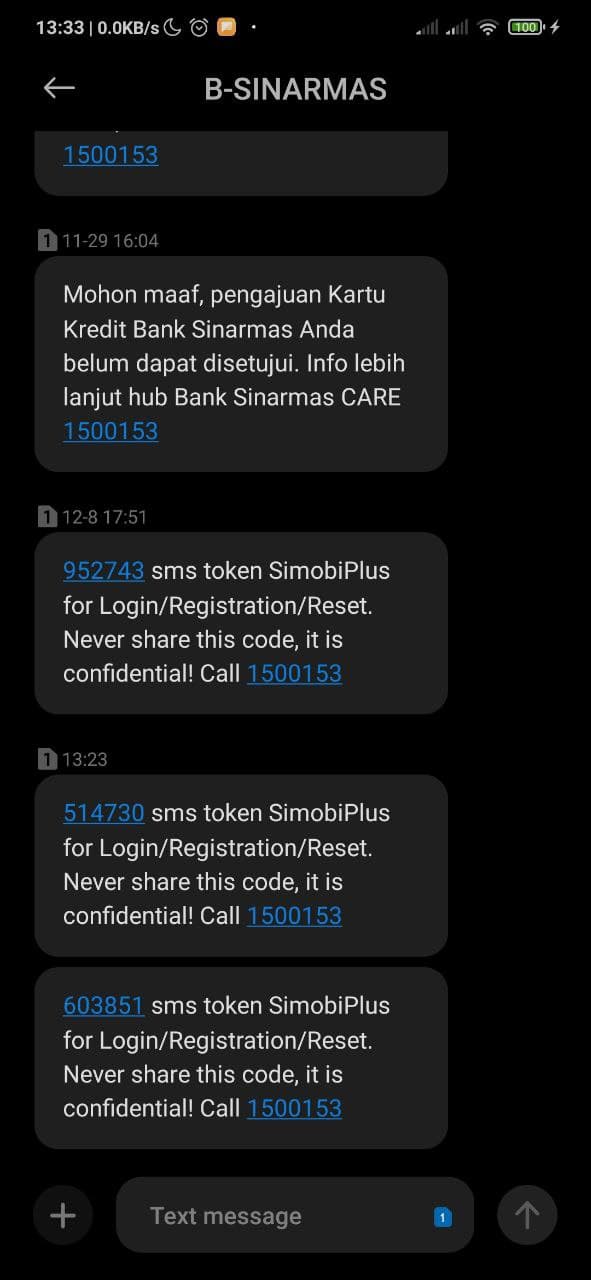 13:33 | 0.0KB/s
100
B-SINARMAS
1500153
1 11-29 16:04
Mohon maaf, pengajuan Kartu
Kredit Bank Sinarmas Anda
belum dapat disetujui. Info lebih
lanjut hub Bank Sinarmas CARE
1500153
1 12-8 17:51
952743 sms token SimobiPlus
for Login/Registration/Reset.
Never share this code, it is
confidential! Call 1500153
1 13:23
514730 sms token SimobiPlus
for Login/Registration/Reset.
Never share this code, it is
confidential! Call 1500153
603851 sms token SimobiPlus
for Login/Registration/Reset.
Never share this code, it is
confidential! Call 1500153
Text message
1